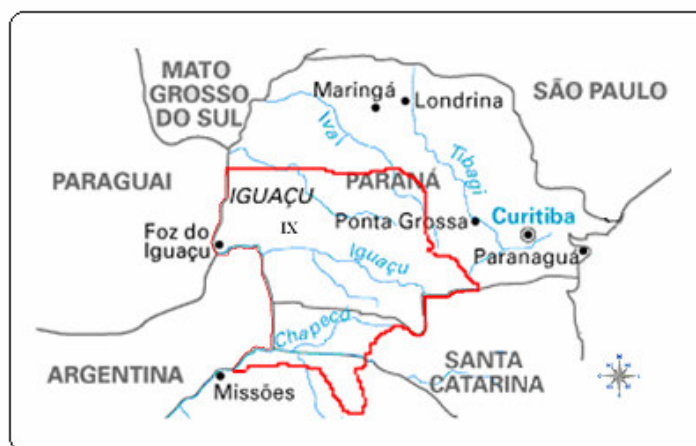 MATO
GROSSO
DO SUL
Maringá
Londrina
SÃO PAULO
Ivaí
Tibagi
PARAGUAI
IGUAÇU
PARANÁ
IX
Ponta Grossa
Curitiba
Foz do
Iguaçu
Iguaçu
Paranaguá
Chapecó
ARGENTINA
Missões
SANTA
CATARINA